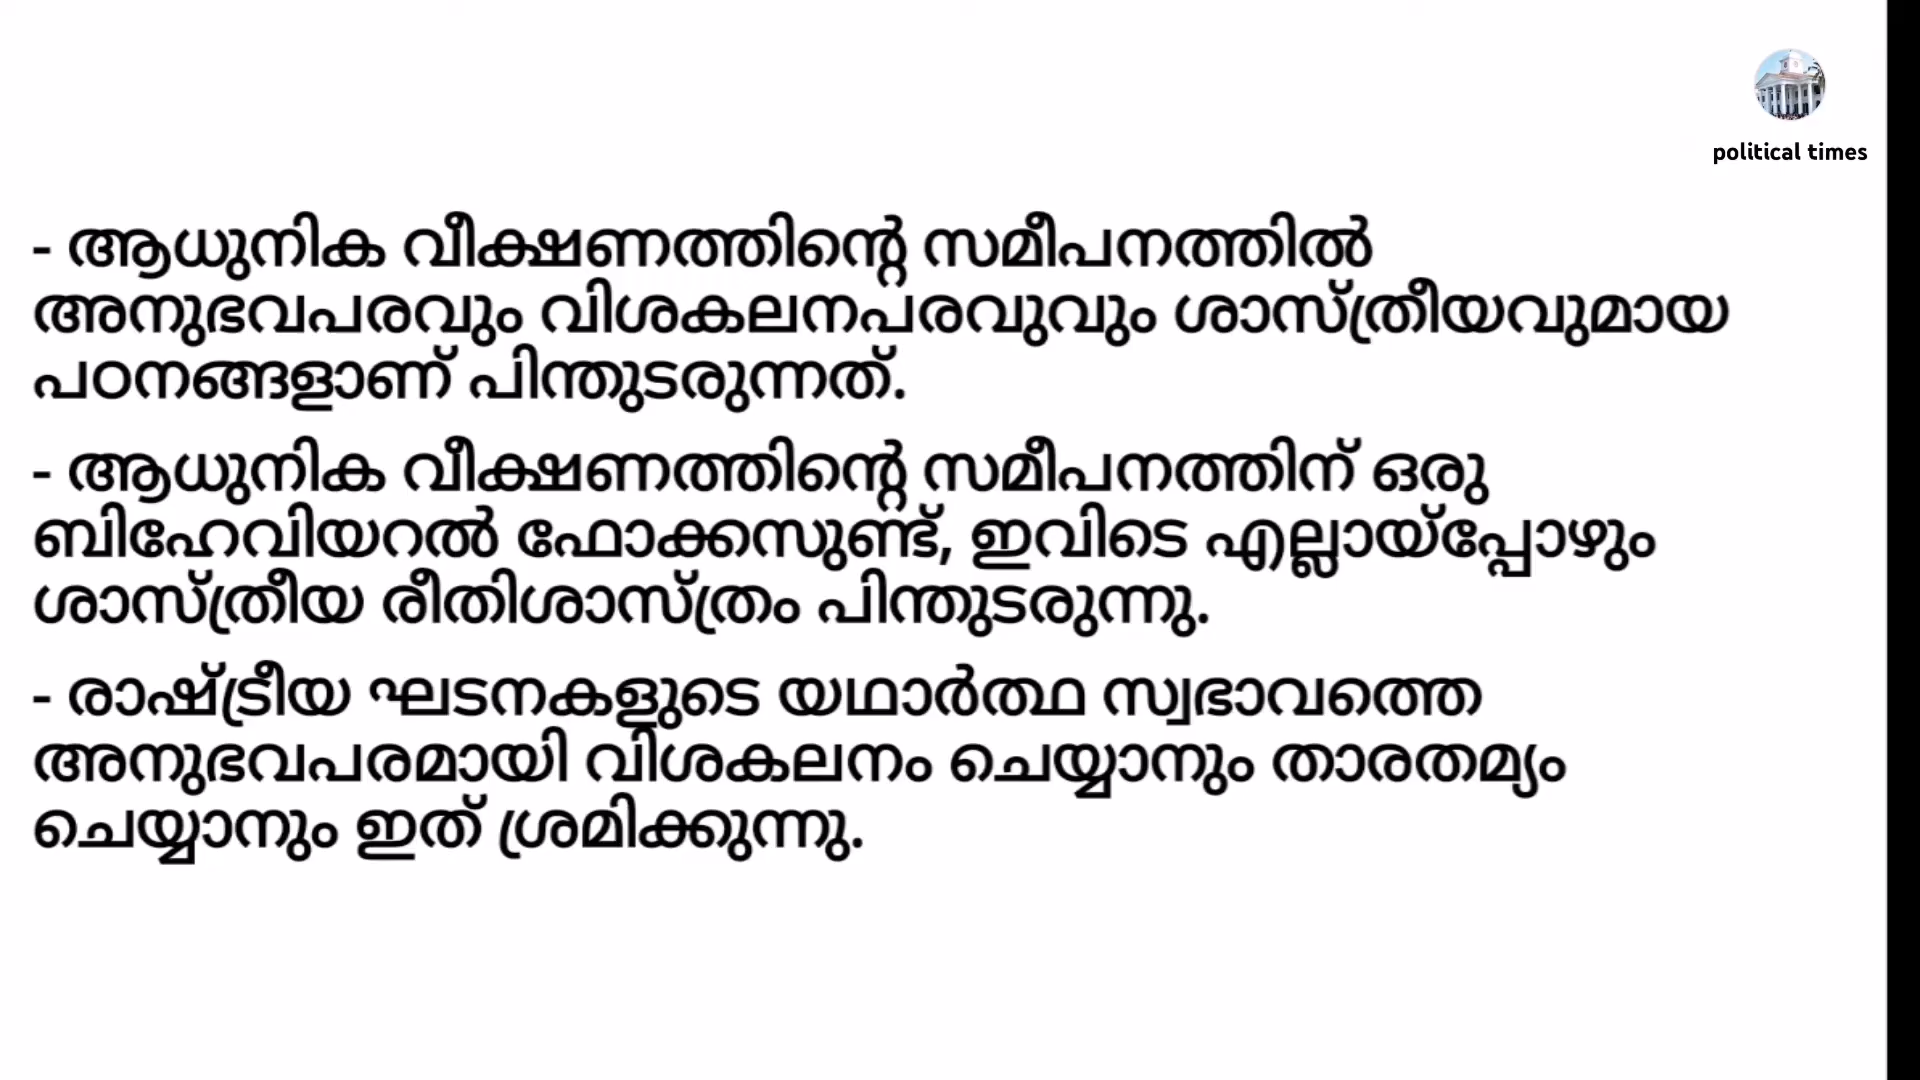 political times
- ആധുനിക വീക്ഷണത്തിന്റെ സമീപനത്തിൽ
അനുഭവപരവും വിശകലനപരവുവും ശാസ്ത്രീയവുമായ
പഠനങ്ങളാണ് പിന്തുടരുന്നത്.
- ആധുനിക വീക്ഷണത്തിന്റെ സമീപനത്തിന് ഒരു
ബിഹേവിയറൽ ഫോക്കസുണ്ട്, ഇവിടെ എല്ലായ്പ്പോഴും
ശാസ്ത്രീയ രീതിശാസ്ത്രം പിന്തുടരുന്നു.
- രാഷ്ട്രീയ ഘടനകളുടെ യഥാർത്ഥ സ്വഭാവത്തെ
അനുഭവപരമായി വിശകലനം ചെയ്യാനും താരതമ്യം
ചെയ്യാനും ഇത് ശ്രമിക്കുന്നു.